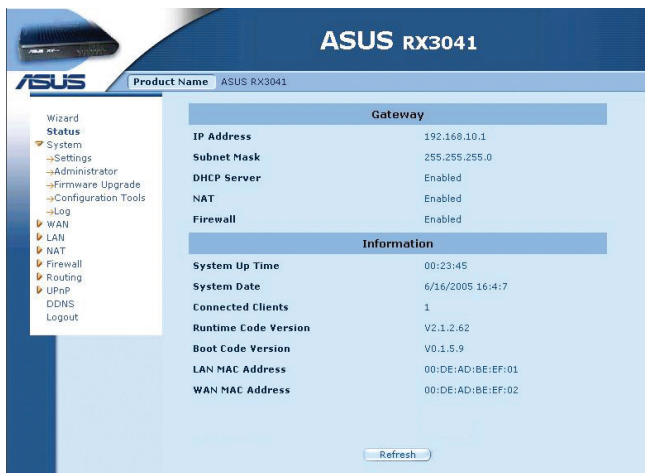 ASUS RX3041
ASUS
Product Name ASUS RX3041
Wizard
Status
System
→Settings
→Administrator
→Firmware Upgrade
→Configuration Tools
→Log
WAN
LAN
NAT
Firewall
Routing
UPnP
DDNS
Logout
Gateway
IP Address 192.168.10.1
Subnet Mask 255.255.255.0
DHCP Server Enabled
NAT Enabled
Firewall Enabled
Information
System Up Time 00:23:45
System Date 6/16/2005 16:4:7
Connected Clients 1
Runtime Code Version V2.1.2.62
Boot Code Version V0.1.5.9
LAN MAC Address 00:DE:AD:BE:EF:01
WAN MAC Address 00:DE:AD:BE:EF:02
Refresh